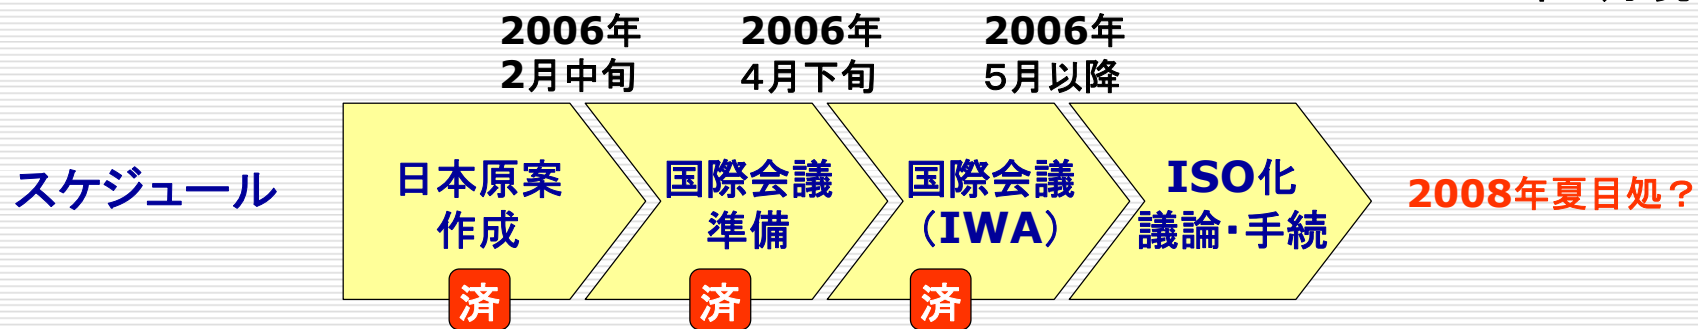 2006年
2月中旬
2006年
４月下旬
2006年
５月以降
スケジュール
日本原案
作成
国際会議
準備
国際会議
（IWA）
ISO化
議論・手続
2008年夏目処？
済
済
済